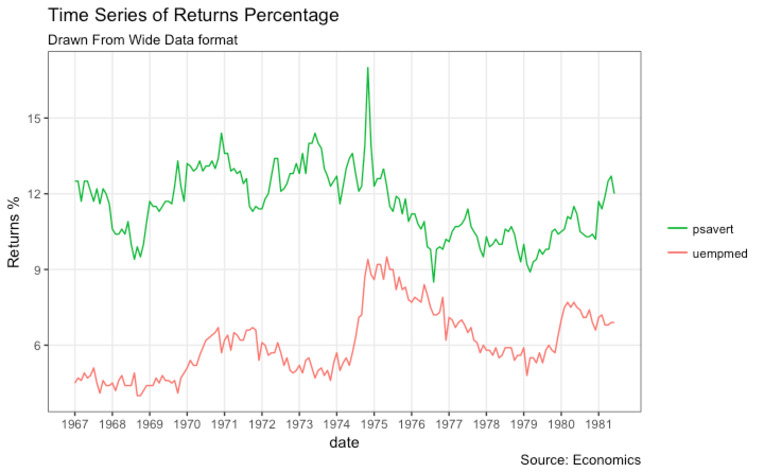 Time Series of Returns Percentage
Drawn From Wide Data format
Returns %
15
12
9
6
1967 1968 1969 1970 1971 1972 1973 1974 1975 1976 1977 1978 1979 1980 1981
date
psavert
uempmed
Source: Economics